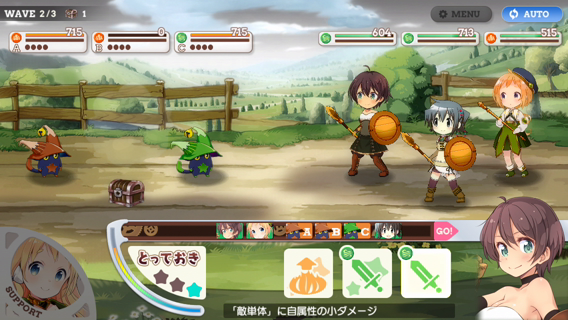 WAVE 2/3 1
MENU
AUTO
715
0
715
604
713
515
A
B
C
A
B
C
GO!
とっておき
SUPPORT
「敵単体」に自属性の小ダメージ